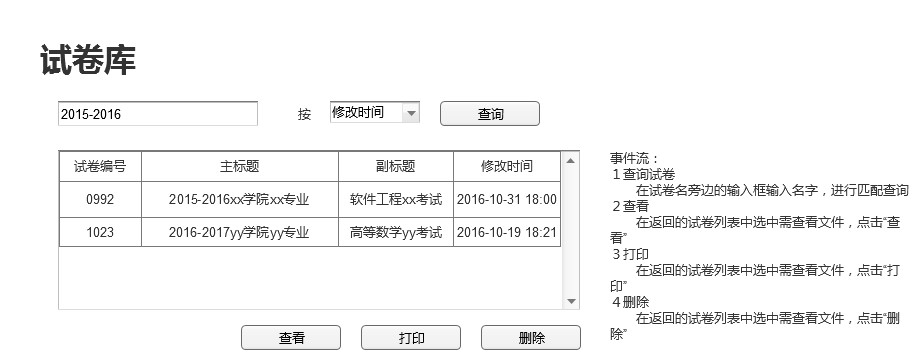 试卷库
2015-2016 按 修改时间 查询
试卷编号 主标题 副标题 修改时间
0992 2015-2016xx学院xx专业 软件工程xx考试 2016-10-31 18:00
1023 2016-2017yy学院yy专业 高等数学yy考试 2016-10-19 18:21
查看 打印 删除
事件流：
1查询试卷
在试卷名旁边的输入框输入名字，进行匹配查询
2查看
在返回的试卷列表中选中需查看文件，点击“查
看”
3打印
在返回的试卷列表中选中需查看文件，点击“打
印”
4删除
在返回的试卷列表中选中需查看文件，点击“删
除”